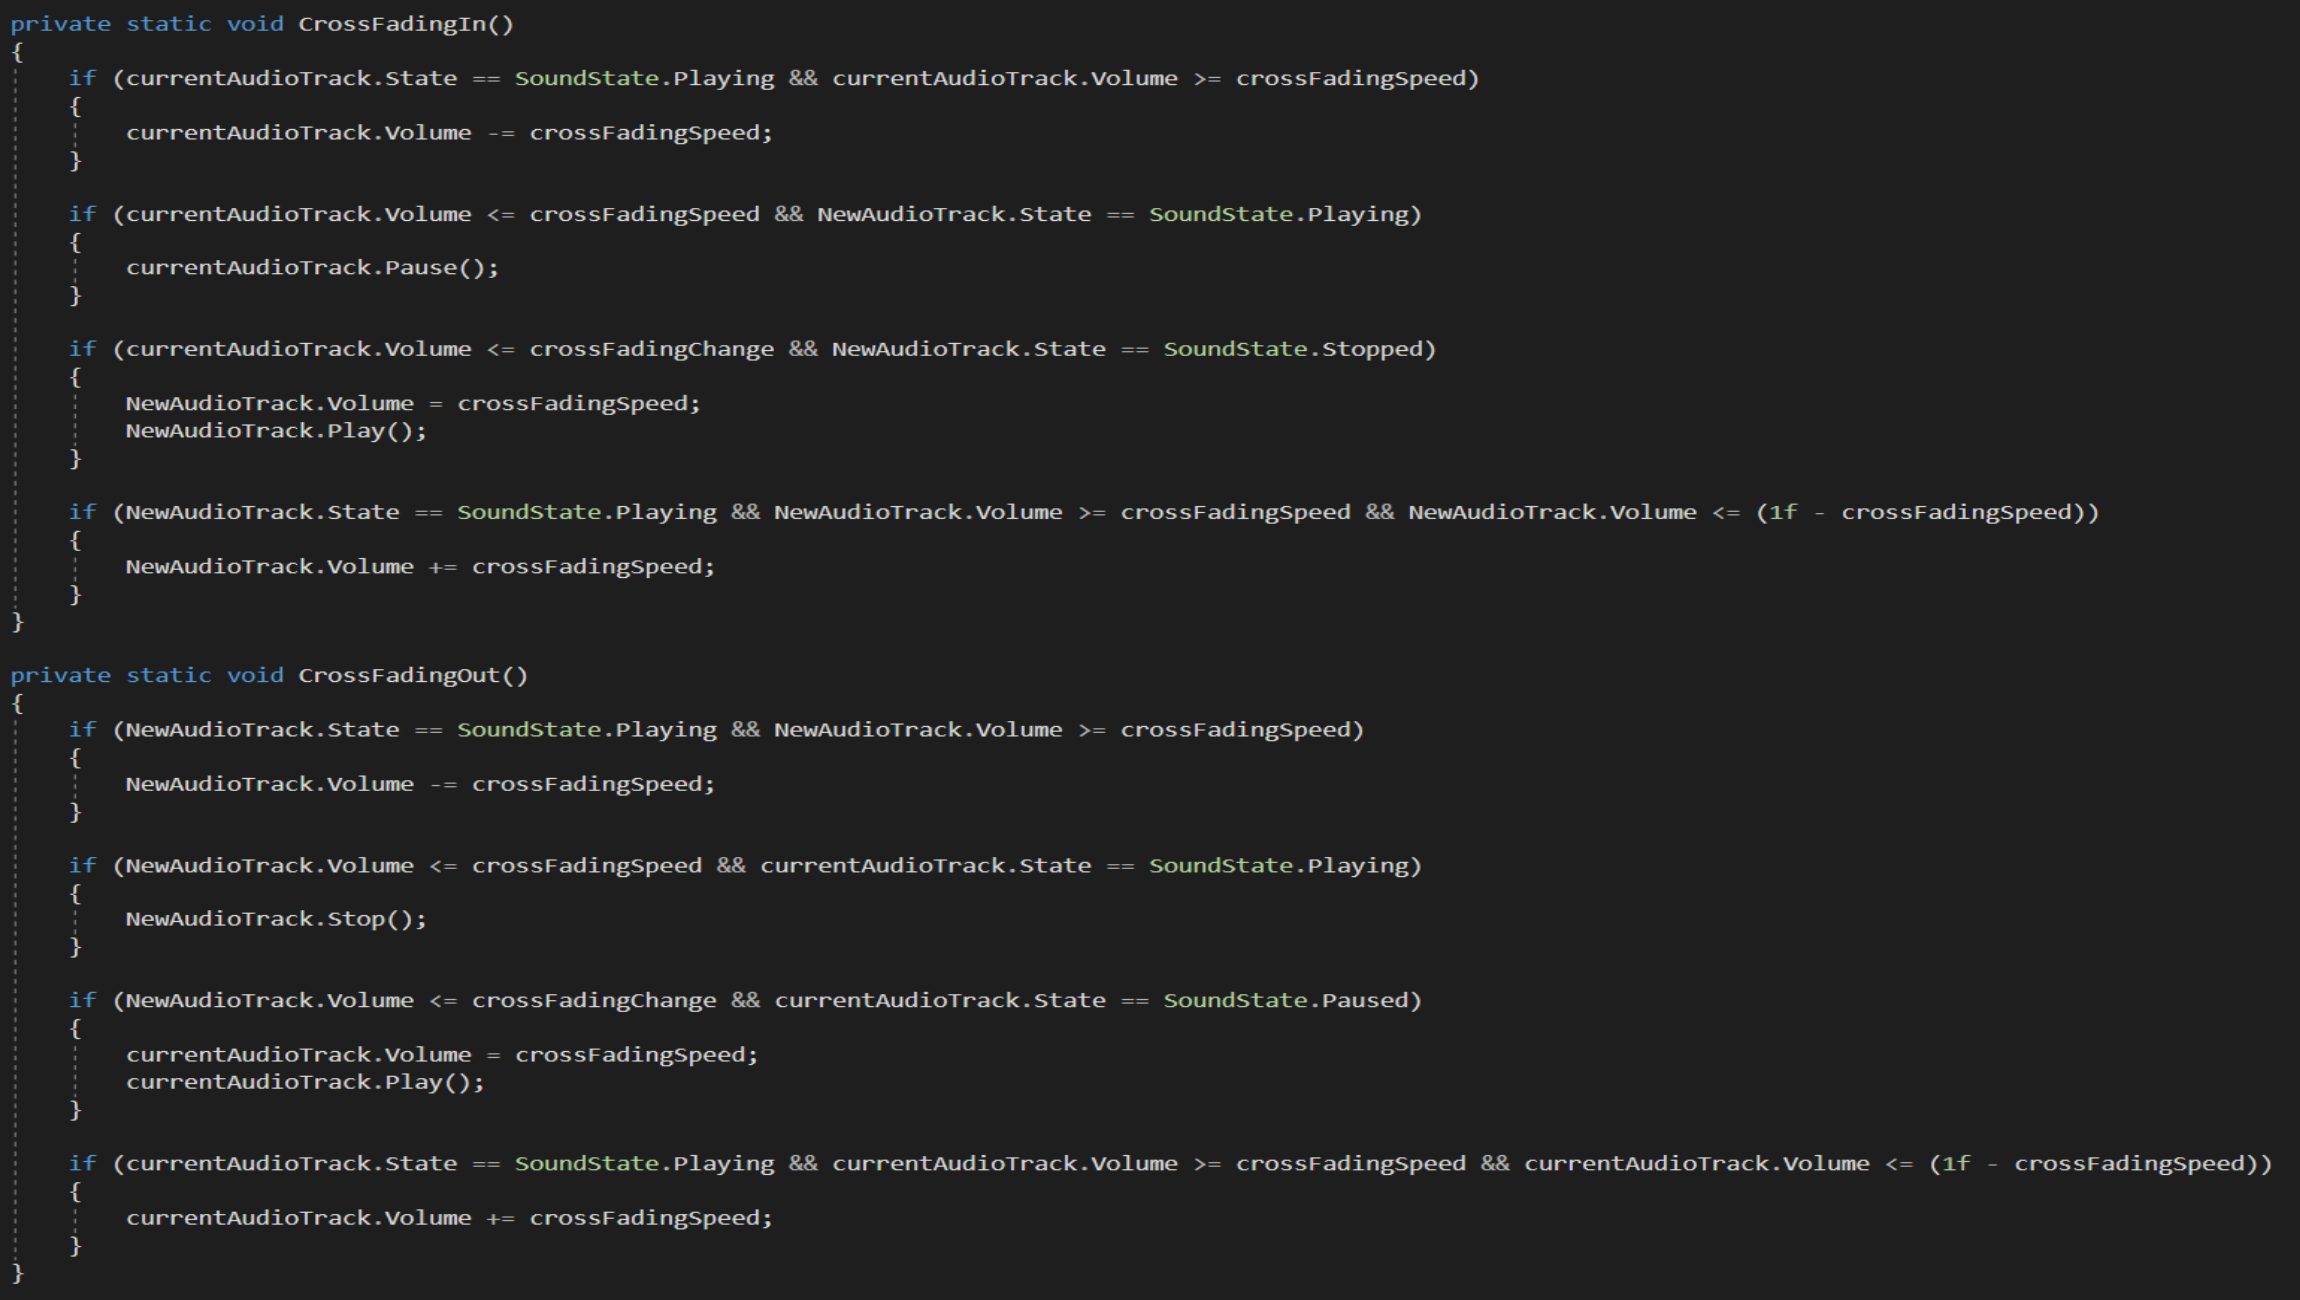 private static void CrossFadingIn()
{
    if (currentAudioTrack.State == SoundState.Playing && currentAudioTrack.Volume >= crossFadingSpeed)
    {
        currentAudioTrack.Volume -= crossFadingSpeed;
    }

    if (currentAudioTrack.Volume <= crossFadingSpeed && NewAudioTrack.State == SoundState.Playing)
    {
        currentAudioTrack.Pause();
    }

    if (currentAudioTrack.Volume <= crossFadingChange && NewAudioTrack.State == SoundState.Stopped)
    {
        NewAudioTrack.Volume = crossFadingSpeed;
        NewAudioTrack.Play();
    }

    if (NewAudioTrack.State == SoundState.Playing && NewAudioTrack.Volume >= crossFadingSpeed && NewAudioTrack.Volume <= (1f - crossFadingSpeed))
    {
        NewAudioTrack.Volume += crossFadingSpeed;
    }
}

private static void CrossFadingOut()
{
    if (NewAudioTrack.State == SoundState.Playing && NewAudioTrack.Volume >= crossFadingSpeed)
    {
        NewAudioTrack.Volume -= crossFadingSpeed;
    }

    if (NewAudioTrack.Volume <= crossFadingSpeed && currentAudioTrack.State == SoundState.Playing)
    {
        NewAudioTrack.Stop();
    }

    if (NewAudioTrack.Volume <= crossFadingChange && currentAudioTrack.State == SoundState.Paused)
    {
        currentAudioTrack.Volume = crossFadingSpeed;
        currentAudioTrack.Play();
    }

    if (currentAudioTrack.State == SoundState.Playing && currentAudioTrack.Volume >= crossFadingSpeed && currentAudioTrack.Volume <= (1f - crossFadingSpeed))
    {
        currentAudioTrack.Volume += crossFadingSpeed;
    }
}